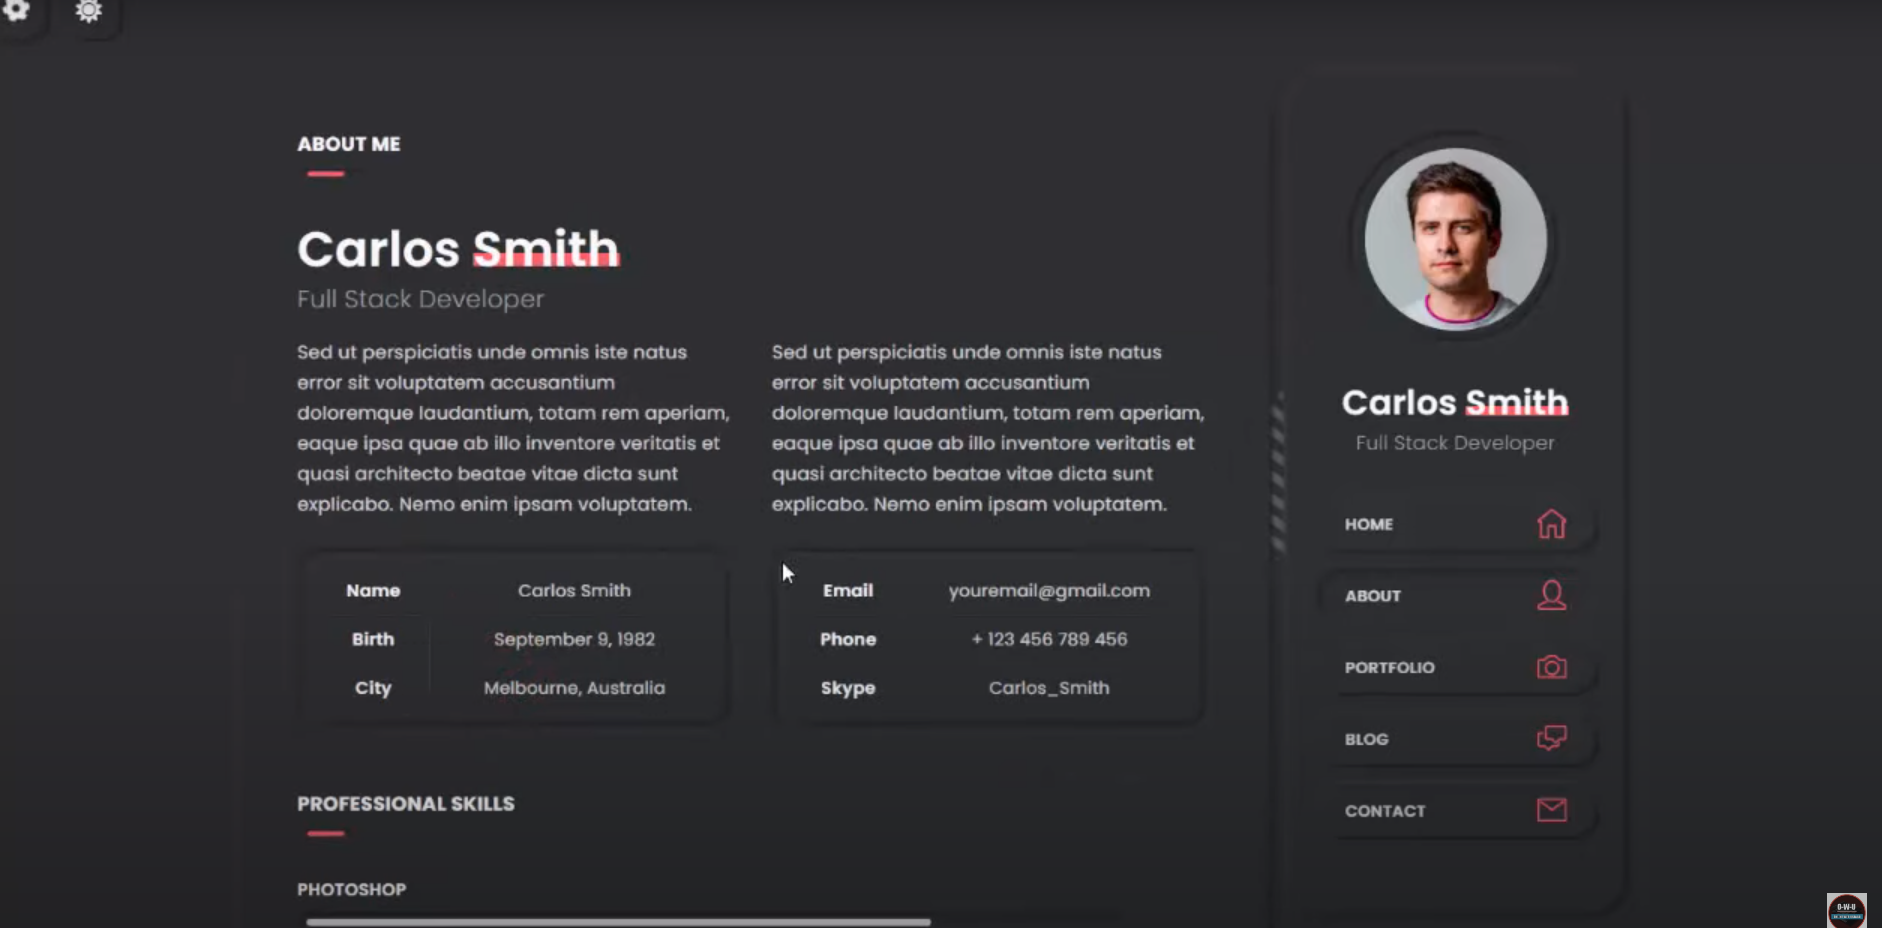 ABOUT ME
Carlos Smith
Full Stack Developer
Sed ut perspiciatis unde omnis iste natus
error sit voluptatem accusantium
doloremque laudantium, totam rem aperiam,
eaque ipsa quae ab illo inventore veritatis et
quasi architecto beatae vitae dicta sunt
explicabo. Nemo enim ipsam voluptatem.
Sed ut perspiciatis unde omnis iste natus
error sit voluptatem accusantium
doloremque laudantium, totam rem aperiam,
eaque ipsa quae ab illo inventore veritatis et
quasi architecto beatae vitae dicta sunt
explicabo. Nemo enim ipsam voluptatem.
Name Carlos Smith
Birth September 9, 1982
City Melbourne, Australia
Email youremail@gmail.com
Phone + 123 456 789 456
Skype Carlos_Smith
PROFESSIONAL SKILLS
PHOTOSHOP
Carlos Smith
Full Stack Developer
HOME
ABOUT
PORTFOLIO
BLOG
CONTACT